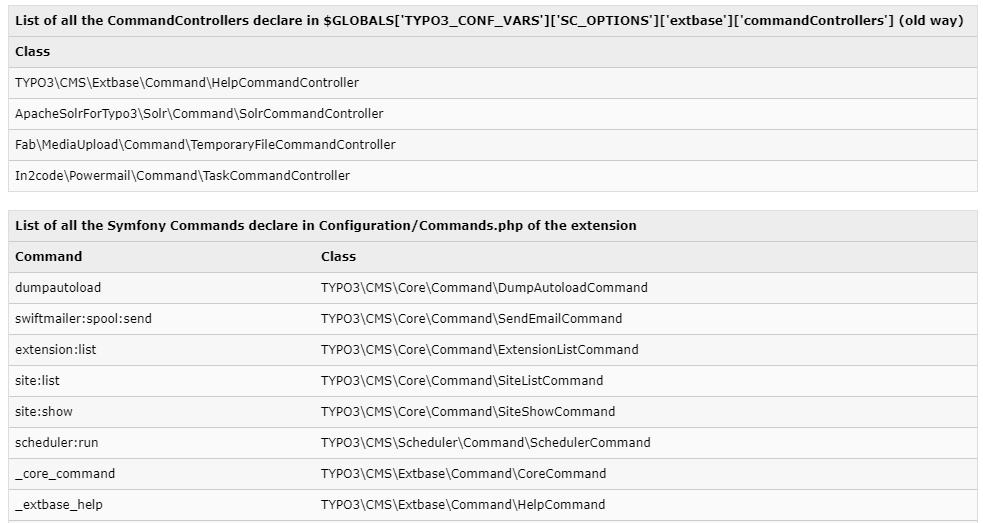 List of all the CommandControllers declare in $GLOBALS['TYPO3_CONF_VARS']['SC_OPTIONS']['extbase']['commandControllers'] (old way)
Class
TYPO3\CMS\Extbase\Command\HelpCommandController
ApacheSolrForTypo3\Solr\Command\SolrCommandController
Fab\MediaUpload\Command\TemporaryFileCommandController
In2code\Powermail\Command\TaskCommandController
List of all the Symfony Commands declare in Configuration/Commands.php of the extension
Command Class
dumpautoload TYPO3\CMS\Core\Command\DumpAutoloadCommand
swiftmailer:spool:send TYPO3\CMS\Core\Command\SendEmailCommand
extension:list TYPO3\CMS\Core\Command\ExtensionListCommand
site:list TYPO3\CMS\Core\Command\SiteListCommand
site:show TYPO3\CMS\Core\Command\SiteShowCommand
scheduler:run TYPO3\CMS\Scheduler\Command\SchedulerCommand
_core_command TYPO3\CMS\Extbase\Command\CoreCommand
_extbase_help TYPO3\CMS\Extbase\Command\HelpCommand